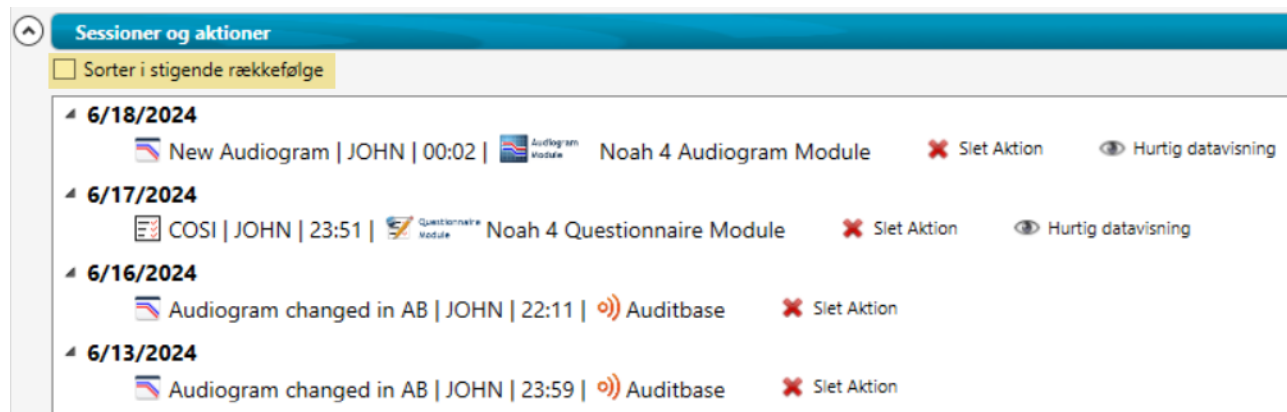 Sessioner og aktioner
Sorter i stigende rækkefølge
6/18/2024
New Audiogram | JOHN | 00:02 | Audiogram Module Noah 4 Audiogram Module Slet Aktion Hurtig datavisning
6/17/2024
COSI | JOHN | 23:51 | Questionnaire Module Noah 4 Questionnaire Module Slet Aktion Hurtig datavisning
6/16/2024
Audiogram changed in AB | JOHN | 22:11 | Auditbase Slet Aktion
6/13/2024
Audiogram changed in AB | JOHN | 23:59 | Auditbase Slet Aktion